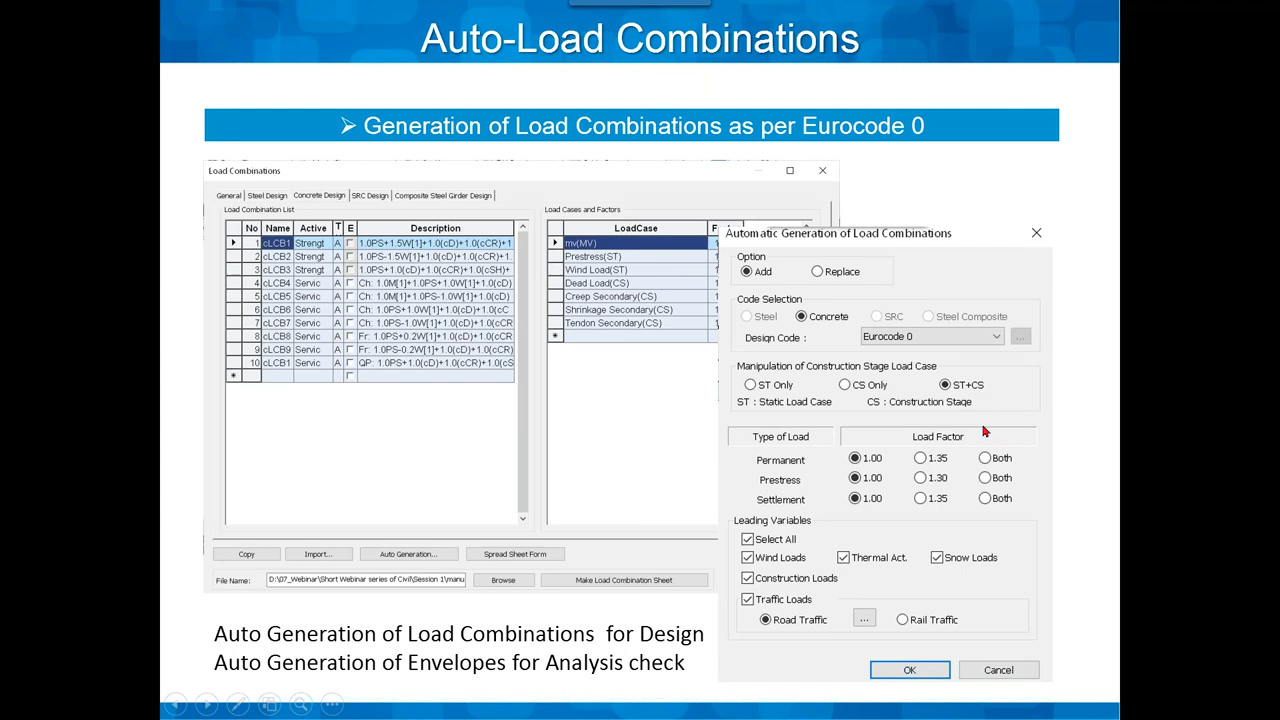 Auto-Load Combinations
➢ Generation of Load Combinations as per Eurocode 0
Load Combinations
General Steel Design Concrete Design SRC Design Composite Steel Girder Design
Load Combination List
No Name Active T E Description
1 cLCB1 Strengt A 1.0PS+1.5W[1]+1.0(cD)+1.0(cCR)+1
2 cLCB2 Strengt A 1.0PS-1.5W[1]+1.0(cD)+1.0(cCR)+1.
3 cLCB3 Strengt A 1.0PS+1.0(cD)+1.0(cCR)+1.0(cSH)+
4 cLCB4 Servic A Ch: 1.0M[1]+1.0PS+1.0W[1]+1.0(cD)
5 cLCB5 Servic A Ch: 1.0M[1]+1.0PS-1.0W[1]+1.0(cD)
6 cLCB6 Servic A Ch: 1.0PS+1.0W[1]+1.0(cD)+1.0(cC
7 cLCB7 Servic A Ch: 1.0PS-1.0W[1]+1.0(cD)+1.0(cCR
8 cLCB8 Servic A Fr: 1.0PS+0.2W[1]+1.0(cD)+1.0(cCR
9 cLCB9 Servic A Fr: 1.0PS-0.2W[1]+1.0(cD)+1.0(cCR)
10 cLCB1 Servic A QP: 1.0PS+1.0(cD)+1.0(cCR)+1.0(cS
Load Cases and Factors
LoadCase
mv(MV)
Prestress(ST)
Wind Load(ST)
Dead Load(CS)
Creep Secondary(CS)
Shrinkage Secondary(CS)
Tendon Secondary(CS)
Copy Import... Auto Generation... Spread Sheet Form
File Name: D:\07_Webinar\Short Webinar series of Civil\Session 1\manu Browse Make Load Combination Sheet
Automatic Generation of Load Combinations
Option
Add Replace
Code Selection
Steel Concrete SRC Steel Composite
Design Code : Eurocode 0 ...
Manipulation of Construction Stage Load Case
ST Only CS Only ST+CS
ST : Static Load Case CS : Construction Stage
Type of Load Load Factor
Permanent 1.00 1.35 Both
Prestress 1.00 1.30 Both
Settlement 1.00 1.35 Both
Leading Variables
Select All
Wind Loads Thermal Act. Snow Loads
Construction Loads
Traffic Loads
Road Traffic ... Rail Traffic
OK Cancel
Auto Generation of Load Combinations for Design
Auto Generation of Envelopes for Analysis check